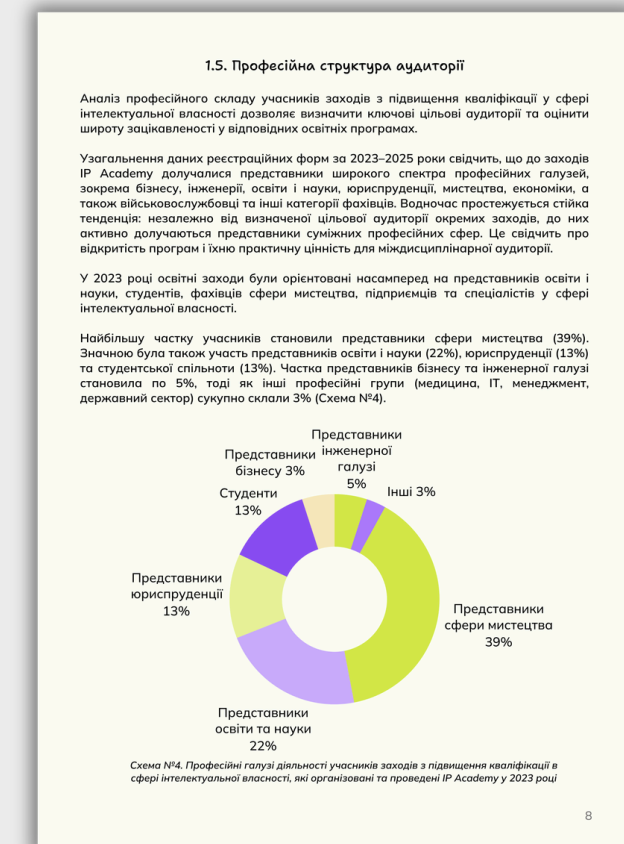 1.5. Професійна структура аудиторії
Аналіз професійного складу учасників заходів з підвищення кваліфікації у сфері
інтелектуальної власності дозволяє визначити ключові цільові аудиторії та оцінити
широту зацікавленості у відповідних освітніх програмах.
Узагальнення даних реєстраційних форм за 2023–2025 роки свідчить, що до заходів
IP Academy долучалися представники широкого спектра професійних галузей,
зокрема бізнесу, інженерії, освіти і науки, юриспруденції, мистецтва, економіки, а
також військовослужбовці та інші категорії фахівців. Водночас простежується стійка
тенденція: незалежно від визначеної цільової аудиторії окремих заходів, до них
активно долучаються представники суміжних професійних сфер. Це свідчить про
відкритість програм і їхню практичну цінність для міждисциплінарної аудиторії.
У 2023 році освітні заходи були орієнтовані насамперед на представників освіти і
науки, студентів, фахівців сфери мистецтва, підприємців та спеціалістів у сфері
інтелектуальної власності.
Найбільшу частку учасників становили представники сфери мистецтва (39%).
Значною була також участь представників освіти і науки (22%), юриспруденції (13%)
та студентської спільноти (13%). Частка представників бізнесу та інженерної галузі
становила по 5%, тоді як інші професійні групи (медицина, ІТ, менеджмент,
державний сектор) сукупно склали 3% (Схема №4).
Представники
інженерної
галузі
5%
Представники
бізнесу 3%
Інші 3%
Студенти
13%
Представники
юриспруденції
13%
Представники
сфери мистецтва
39%
Представники
освіти та науки
22%
Схема №4. Професійні галузі діяльності учасників заходів з підвищення кваліфікації в
сфері інтелектуальної власності, які організовані та проведені IP Academy у 2023 році
8